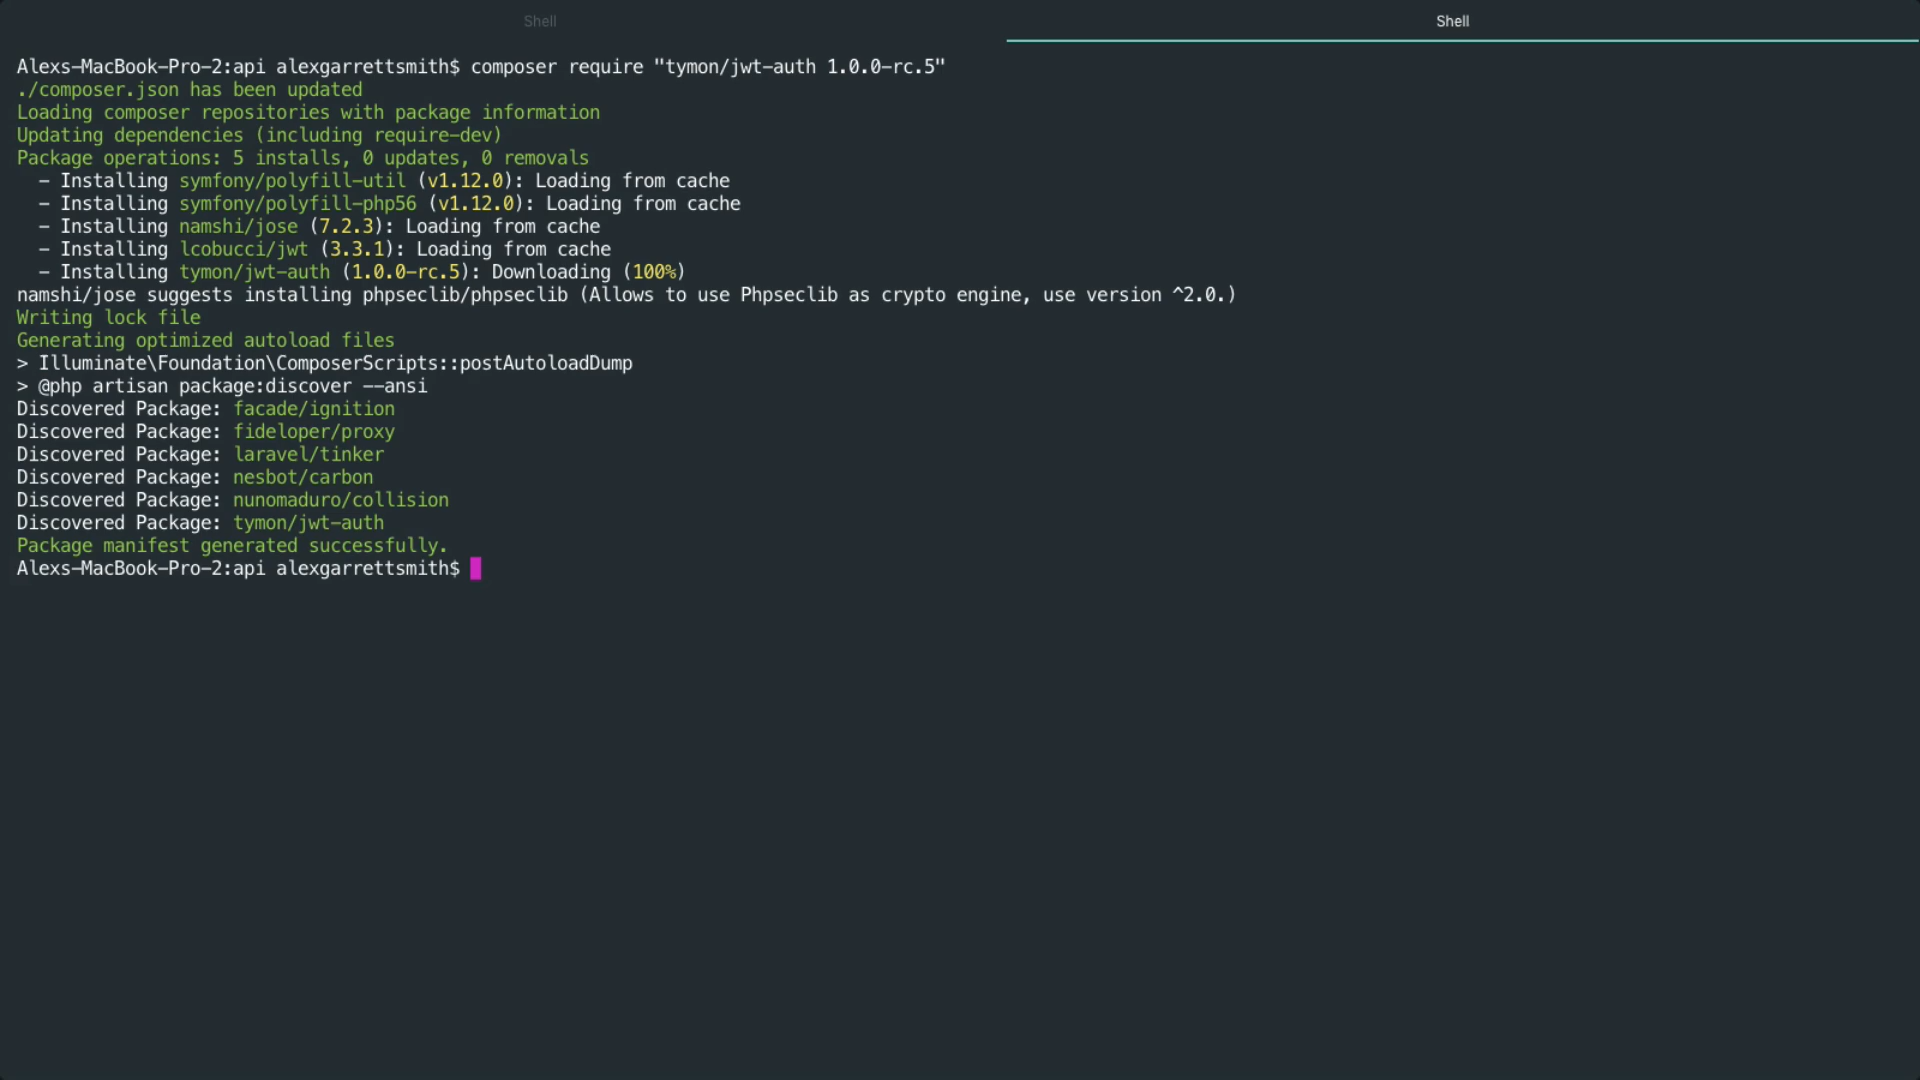 Shell
Shell
Alexs-MacBook-Pro-2:api alexgarrettsmith$ composer require "tymon/jwt-auth 1.0.0-rc.5"
./composer.json has been updated
Loading composer repositories with package information
Updating dependencies (including require-dev)
Package operations: 5 installs, 0 updates, 0 removals
  - Installing symfony/polyfill-util (v1.12.0): Loading from cache
  - Installing symfony/polyfill-php56 (v1.12.0): Loading from cache
  - Installing namshi/jose (7.2.3): Loading from cache
  - Installing lcobucci/jwt (3.3.1): Loading from cache
  - Installing tymon/jwt-auth (1.0.0-rc.5): Downloading (100%)
namshi/jose suggests installing phpseclib/phpseclib (Allows to use Phpseclib as crypto engine, use version ^2.0.)
Writing lock file
Generating optimized autoload files
> Illuminate\Foundation\ComposerScripts::postAutoloadDump
> @php artisan package:discover --ansi
Discovered Package: facade/ignition
Discovered Package: fideloper/proxy
Discovered Package: laravel/tinker
Discovered Package: nesbot/carbon
Discovered Package: nunomaduro/collision
Discovered Package: tymon/jwt-auth
Package manifest generated successfully.
Alexs-MacBook-Pro-2:api alexgarrettsmith$